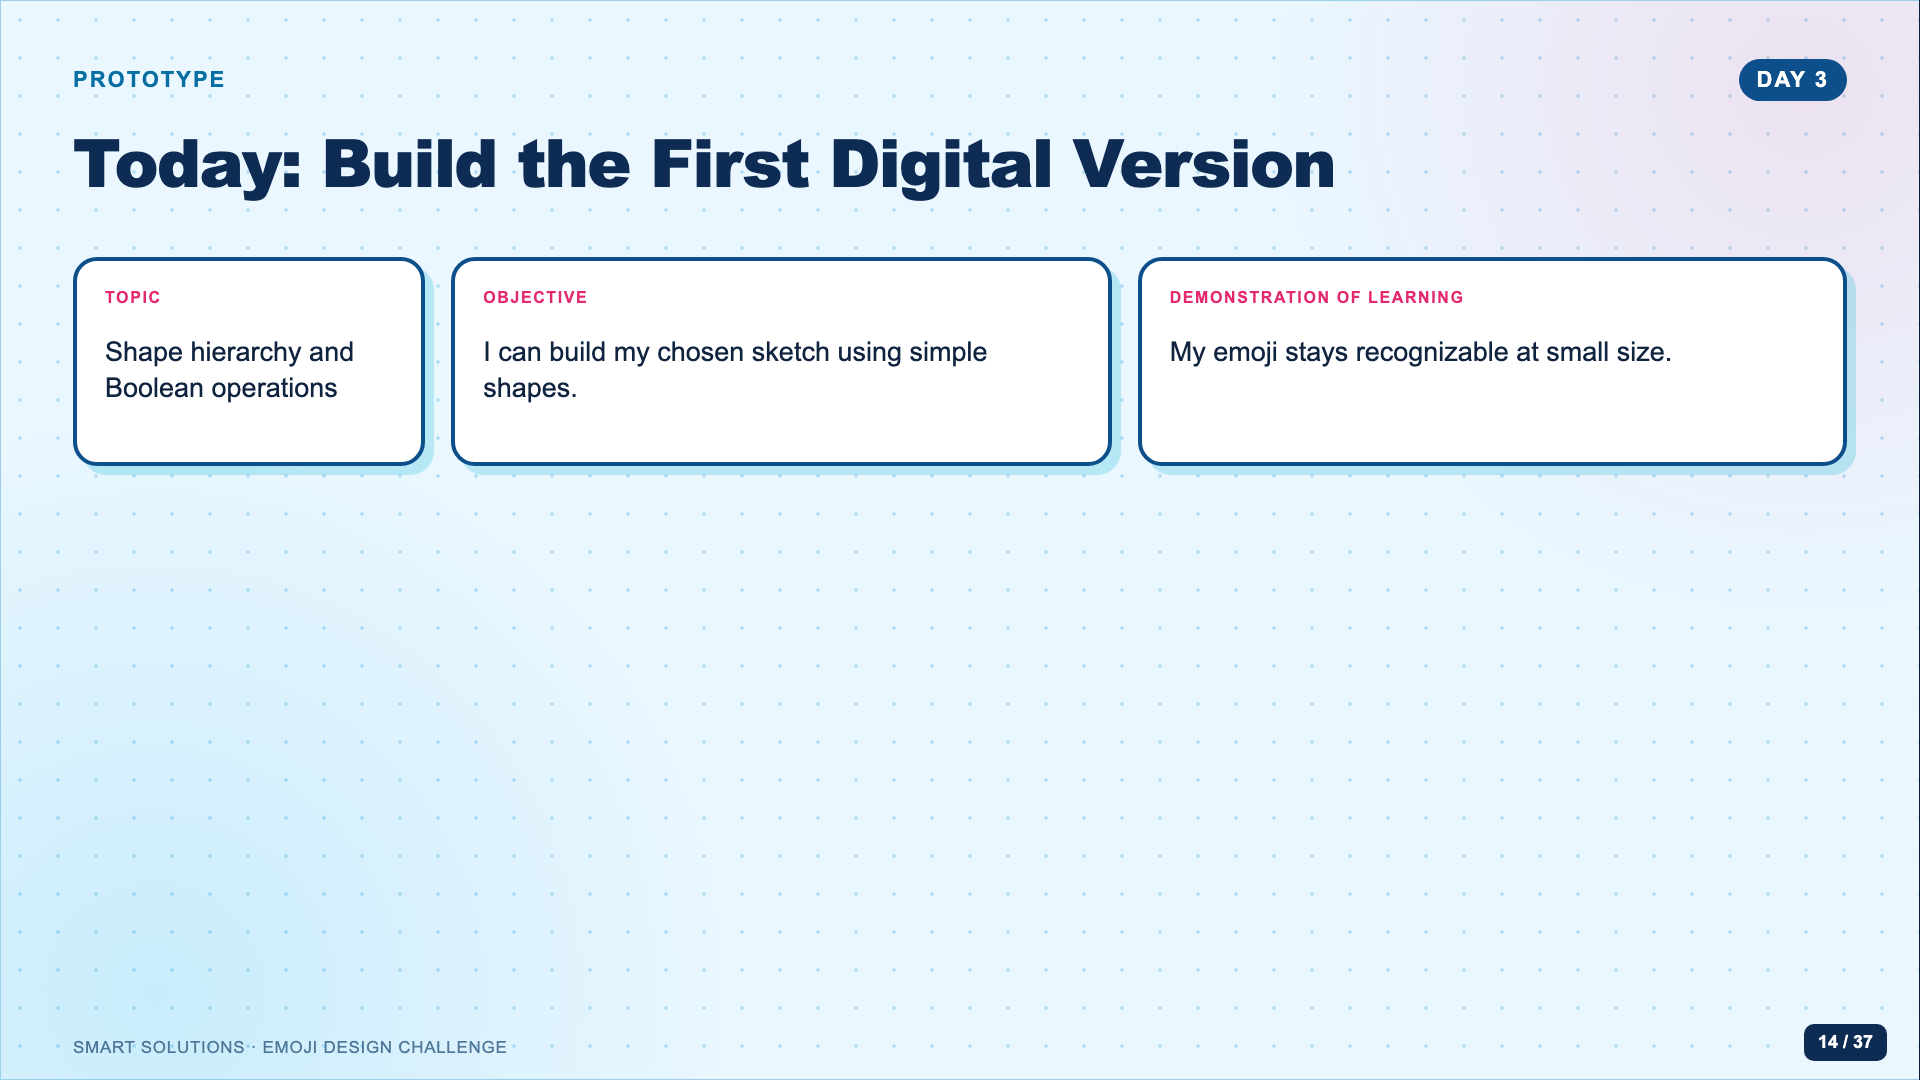 PROTOTYPE
DAY 3
Today: Build the First Digital Version
TOPIC
Shape hierarchy and
Boolean operations
OBJECTIVE
I can build my chosen sketch using simple
shapes.
DEMONSTRATION OF LEARNING
My emoji stays recognizable at small size.
SMART SOLUTIONS · EMOJI DESIGN CHALLENGE
14 / 37